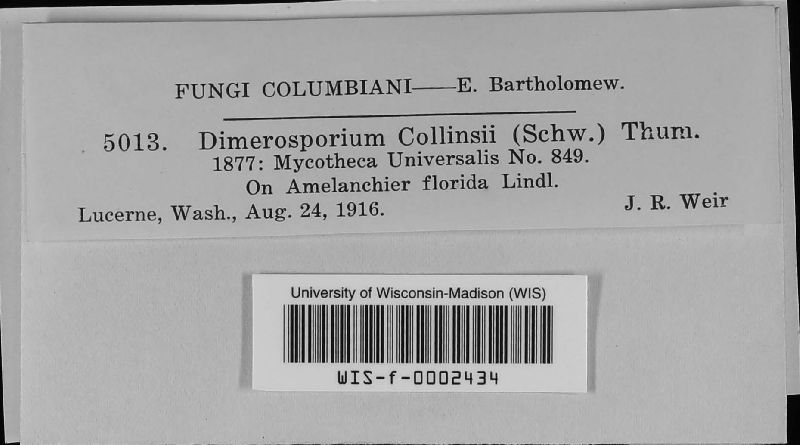 FUNGI COLUMBIANI——E. Bartholomew.
5013. Dimerosporium Collinsii (Schw.) Thum.
1877: Mycotheca Universalis No. 849.
On Amelanchier florida Lindl.
Lucerne, Wash., Aug. 24, 1916. J. R. Weir
University of Wisconsin-Madison (WIS)
WIS-f-0002434